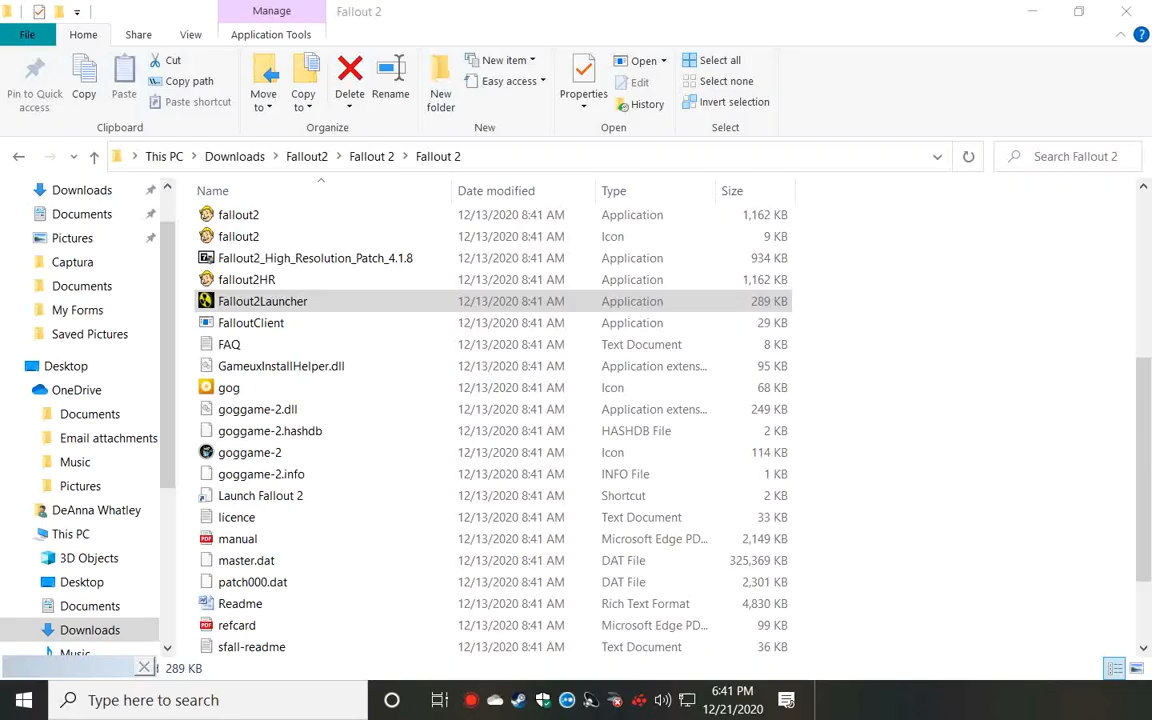 Manage
Fallout 2
File
Home
Share
View
Application Tools
Pin to Quick access
Copy
Paste
Cut
Copy path
Paste shortcut
Move to
Copy to
Delete
Rename
New folder
New item
Easy access
Properties
Open
Edit
History
Select all
Select none
Invert selection
Clipboard
Organize
New
Open
Select
This PC
Downloads
Fallout2
Fallout 2
Fallout 2
Search Fallout 2
Downloads
Documents
Pictures
Captura
Documents
My Forms
Saved Pictures
Desktop
OneDrive
Documents
Email attachments
Music
Pictures
DeAnna Whatley
This PC
3D Objects
Desktop
Documents
Downloads
Music
Name Date modified Type Size
fallout2 12/13/2020 8:41 AM Application 1,162 KB
fallout2 12/13/2020 8:41 AM Icon 9 KB
Fallout2_High_Resolution_Patch_4.1.8 12/13/2020 8:41 AM Application 934 KB
fallout2HR 12/13/2020 8:41 AM Application 1,162 KB
Fallout2Launcher 12/13/2020 8:41 AM Application 289 KB
FalloutClient 12/13/2020 8:41 AM Application 29 KB
FAQ 12/13/2020 8:41 AM Text Document 8 KB
GameuxInstallHelper.dll 12/13/2020 8:41 AM Application extens... 95 KB
gog 12/13/2020 8:41 AM Icon 68 KB
goggame-2.dll 12/13/2020 8:41 AM Application extens... 249 KB
goggame-2.hashdb 12/13/2020 8:41 AM HASHDB File 2 KB
goggame-2 12/13/2020 8:41 AM Icon 114 KB
goggame-2.info 12/13/2020 8:41 AM INFO File 1 KB
Launch Fallout 2 12/13/2020 8:41 AM Shortcut 2 KB
licence 12/13/2020 8:41 AM Text Document 33 KB
manual 12/13/2020 8:41 AM Microsoft Edge PD... 2,149 KB
master.dat 12/13/2020 8:41 AM DAT File 325,369 KB
patch000.dat 12/13/2020 8:41 AM DAT File 2,301 KB
Readme 12/13/2020 8:41 AM Rich Text Format 4,830 KB
refcard 12/13/2020 8:41 AM Microsoft Edge PD... 99 KB
sfall-readme 12/13/2020 8:41 AM Text Document 36 KB
289 KB
Type here to search
6:41 PM
12/21/2020